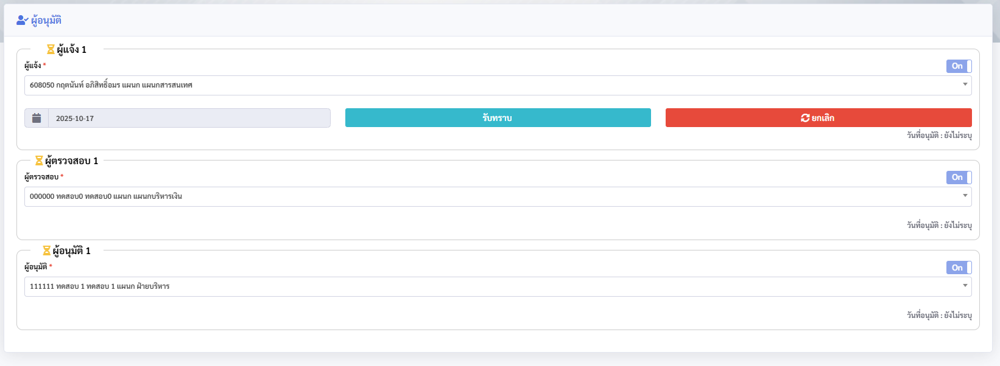 ผู้อนุมัติ
ผู้แจ้ง 1
ผู้แจ้ง *
On
608050 กฤตนันท์ อภิสิทธิ์อมร แผนก แผนกสารสนเทศ
2025-10-17
รับทราบ
ยกเลิก
วันที่อนุมัติ : ยังไม่ระบุ
ผู้ตรวจสอบ 1
ผู้ตรวจสอบ *
On
000000 ทดสอบ0 ทดสอบ0 แผนก แผนกบริหารเงิน
วันที่อนุมัติ : ยังไม่ระบุ
ผู้อนุมัติ 1
ผู้อนุมัติ *
On
111111 ทดสอบ 1 ทดสอบ 1 แผนก ฝ่ายบริหาร
วันที่อนุมัติ : ยังไม่ระบุ